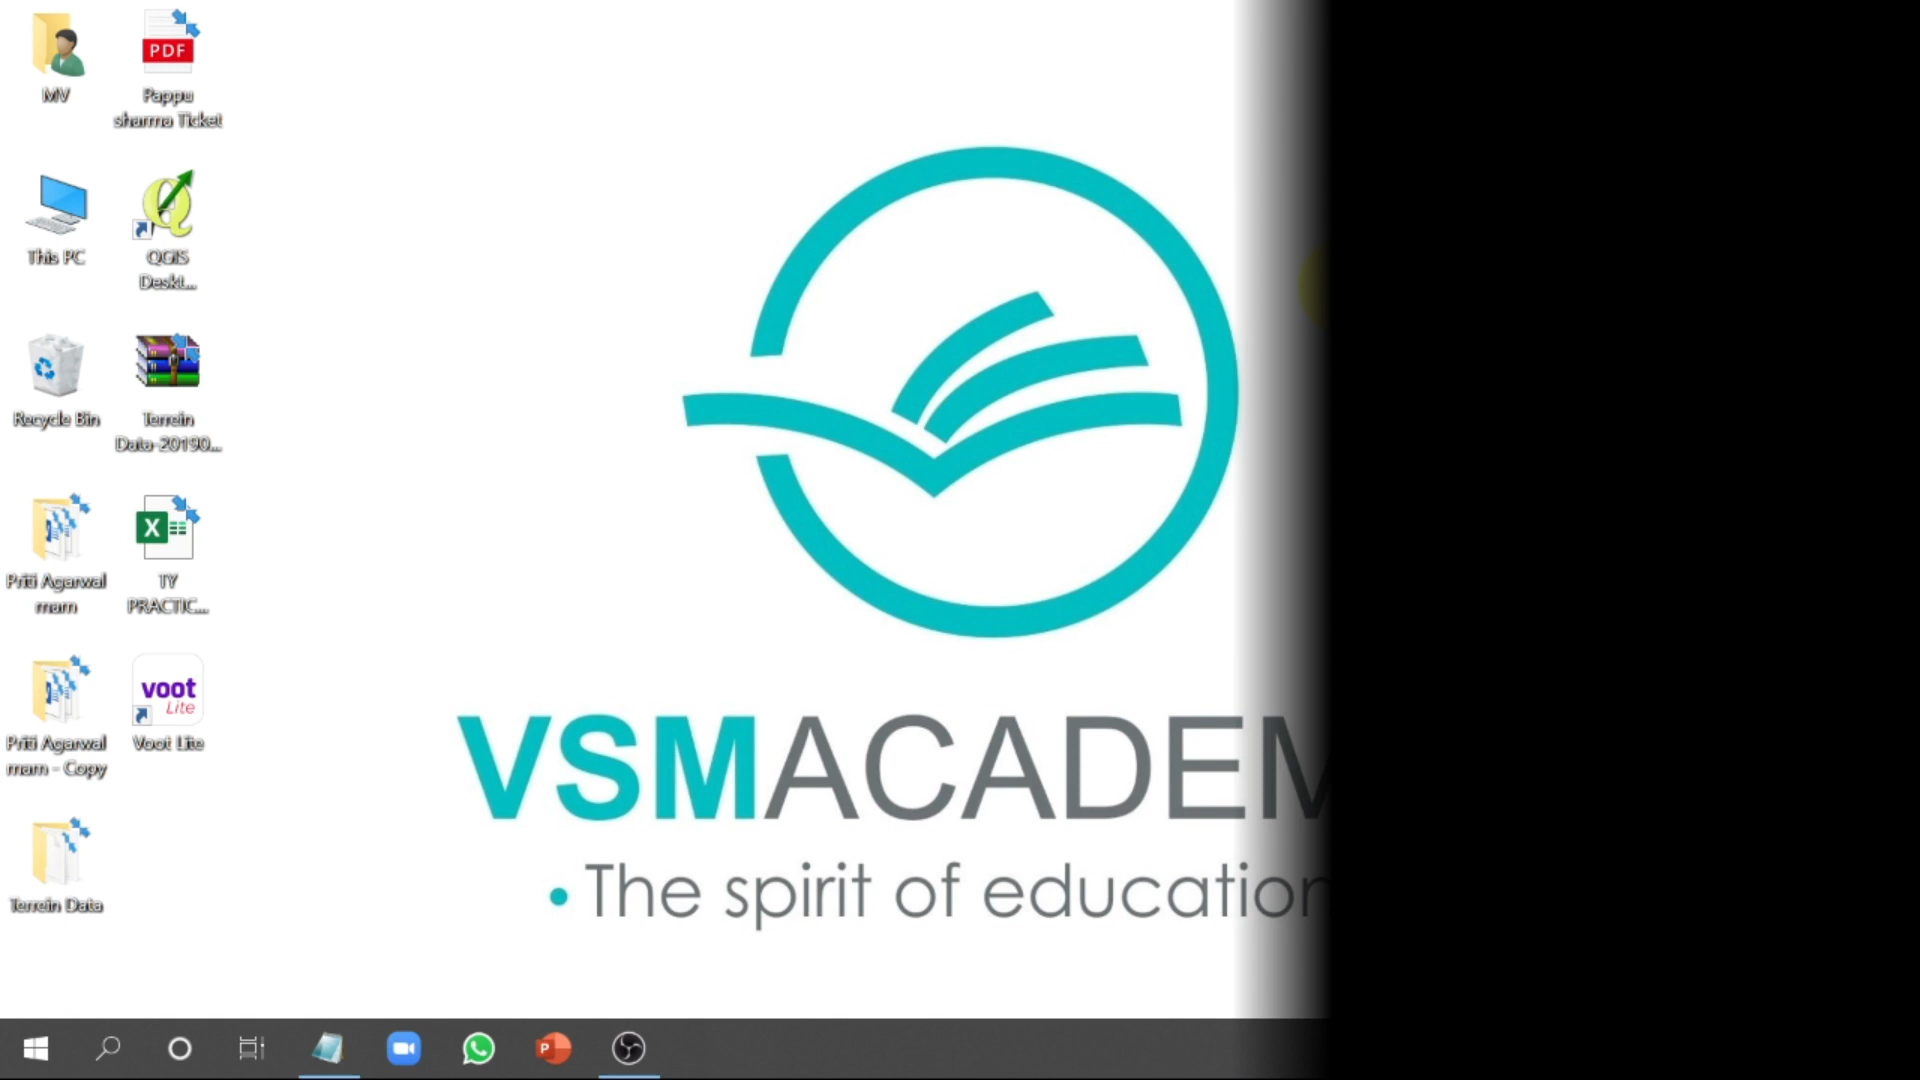 MV
PDF
Pappu
sharma Ticket
This PC
QGIS
Deskt...
Recycle Bin
Terrein
Data-20190...
Priti Agarwal
mam
X
TY
PRACTIC...
Priti Agarwal
mam - Copy
voot
Lite
Voot Lite
Terrein Data
VSMACADEM
• The spirit of education
P